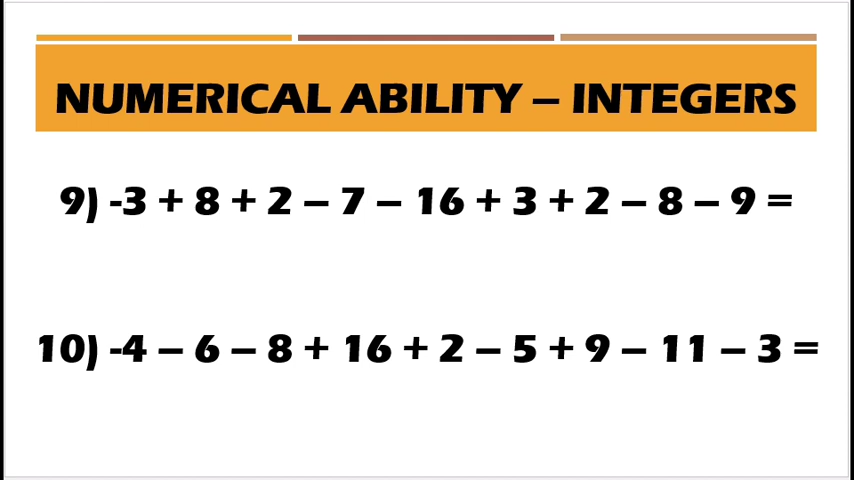 NUMERICAL ABILITY – INTEGERS
9) -3 + 8 + 2 – 7 – 16 + 3 + 2 – 8 – 9 =
10) -4 – 6 – 8 + 16 + 2 – 5 + 9 – 11 – 3 =